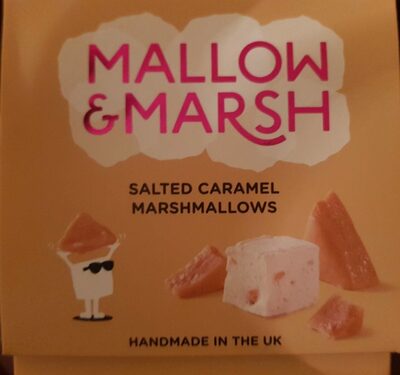 MALLOW
&MARSH
SALTED CARAMEL
MARSHMALLOWS
HANDMADE IN THE UK